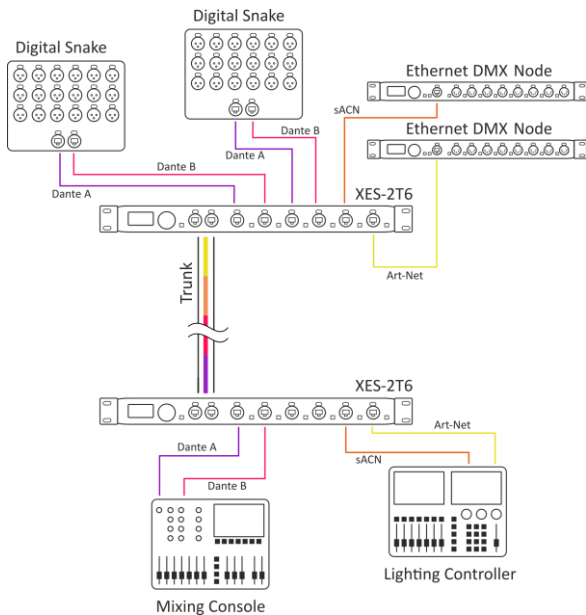 Digital Snake
Digital Snake
Ethernet DMX Node
sACN
Ethernet DMX Node
Dante B
Dante A
Dante B
Dante A
XES-2T6
Art-Net
Trunk
XES-2T6
Dante A
Art-Net
sACN
Dante B
Mixing Console
Lighting Controller